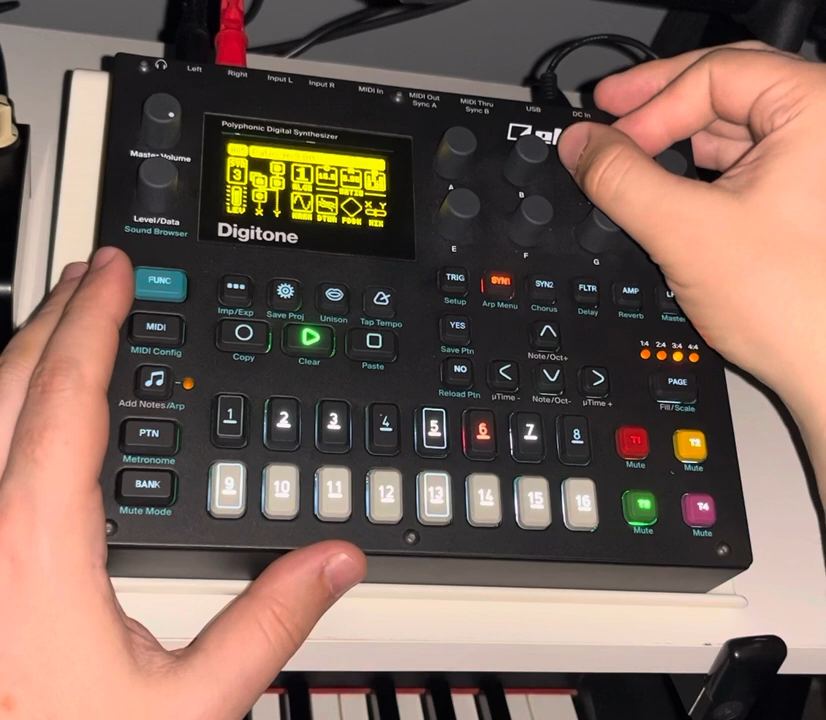 Left
Right
Input L
Input R
MIDI In
MIDI Out
Sync A
MIDI Thru
Sync B
USB
DC In
Polyphonic Digital Synthesizer
Master Volume
Level/Data
Sound Browser
Digitone
A
B
E
F
G
FUNC
MIDI
MIDI Config
Add Notes/Arp
PTN
Metronome
BANK
Mute Mode
Imp/Exp
Save Proj
Unison
Tap Tempo
Copy
Clear
Paste
TRIG
Setup
SYN1
Arp Menu
SYN2
Chorus
FLTR
Delay
AMP
Reverb
Master
YES
Save Ptn
NO
Reload Ptn
Note/Oct+
µTime -
Note/Oct-
µTime +
1:4 2:4 3:4 4:4
PAGE
Fill/Scale
1 2 3 4 5 6 7 8
9 10 11 12 13 14 15 16
T1
Mute
T2
Mute
T3
Mute
T4
Mute